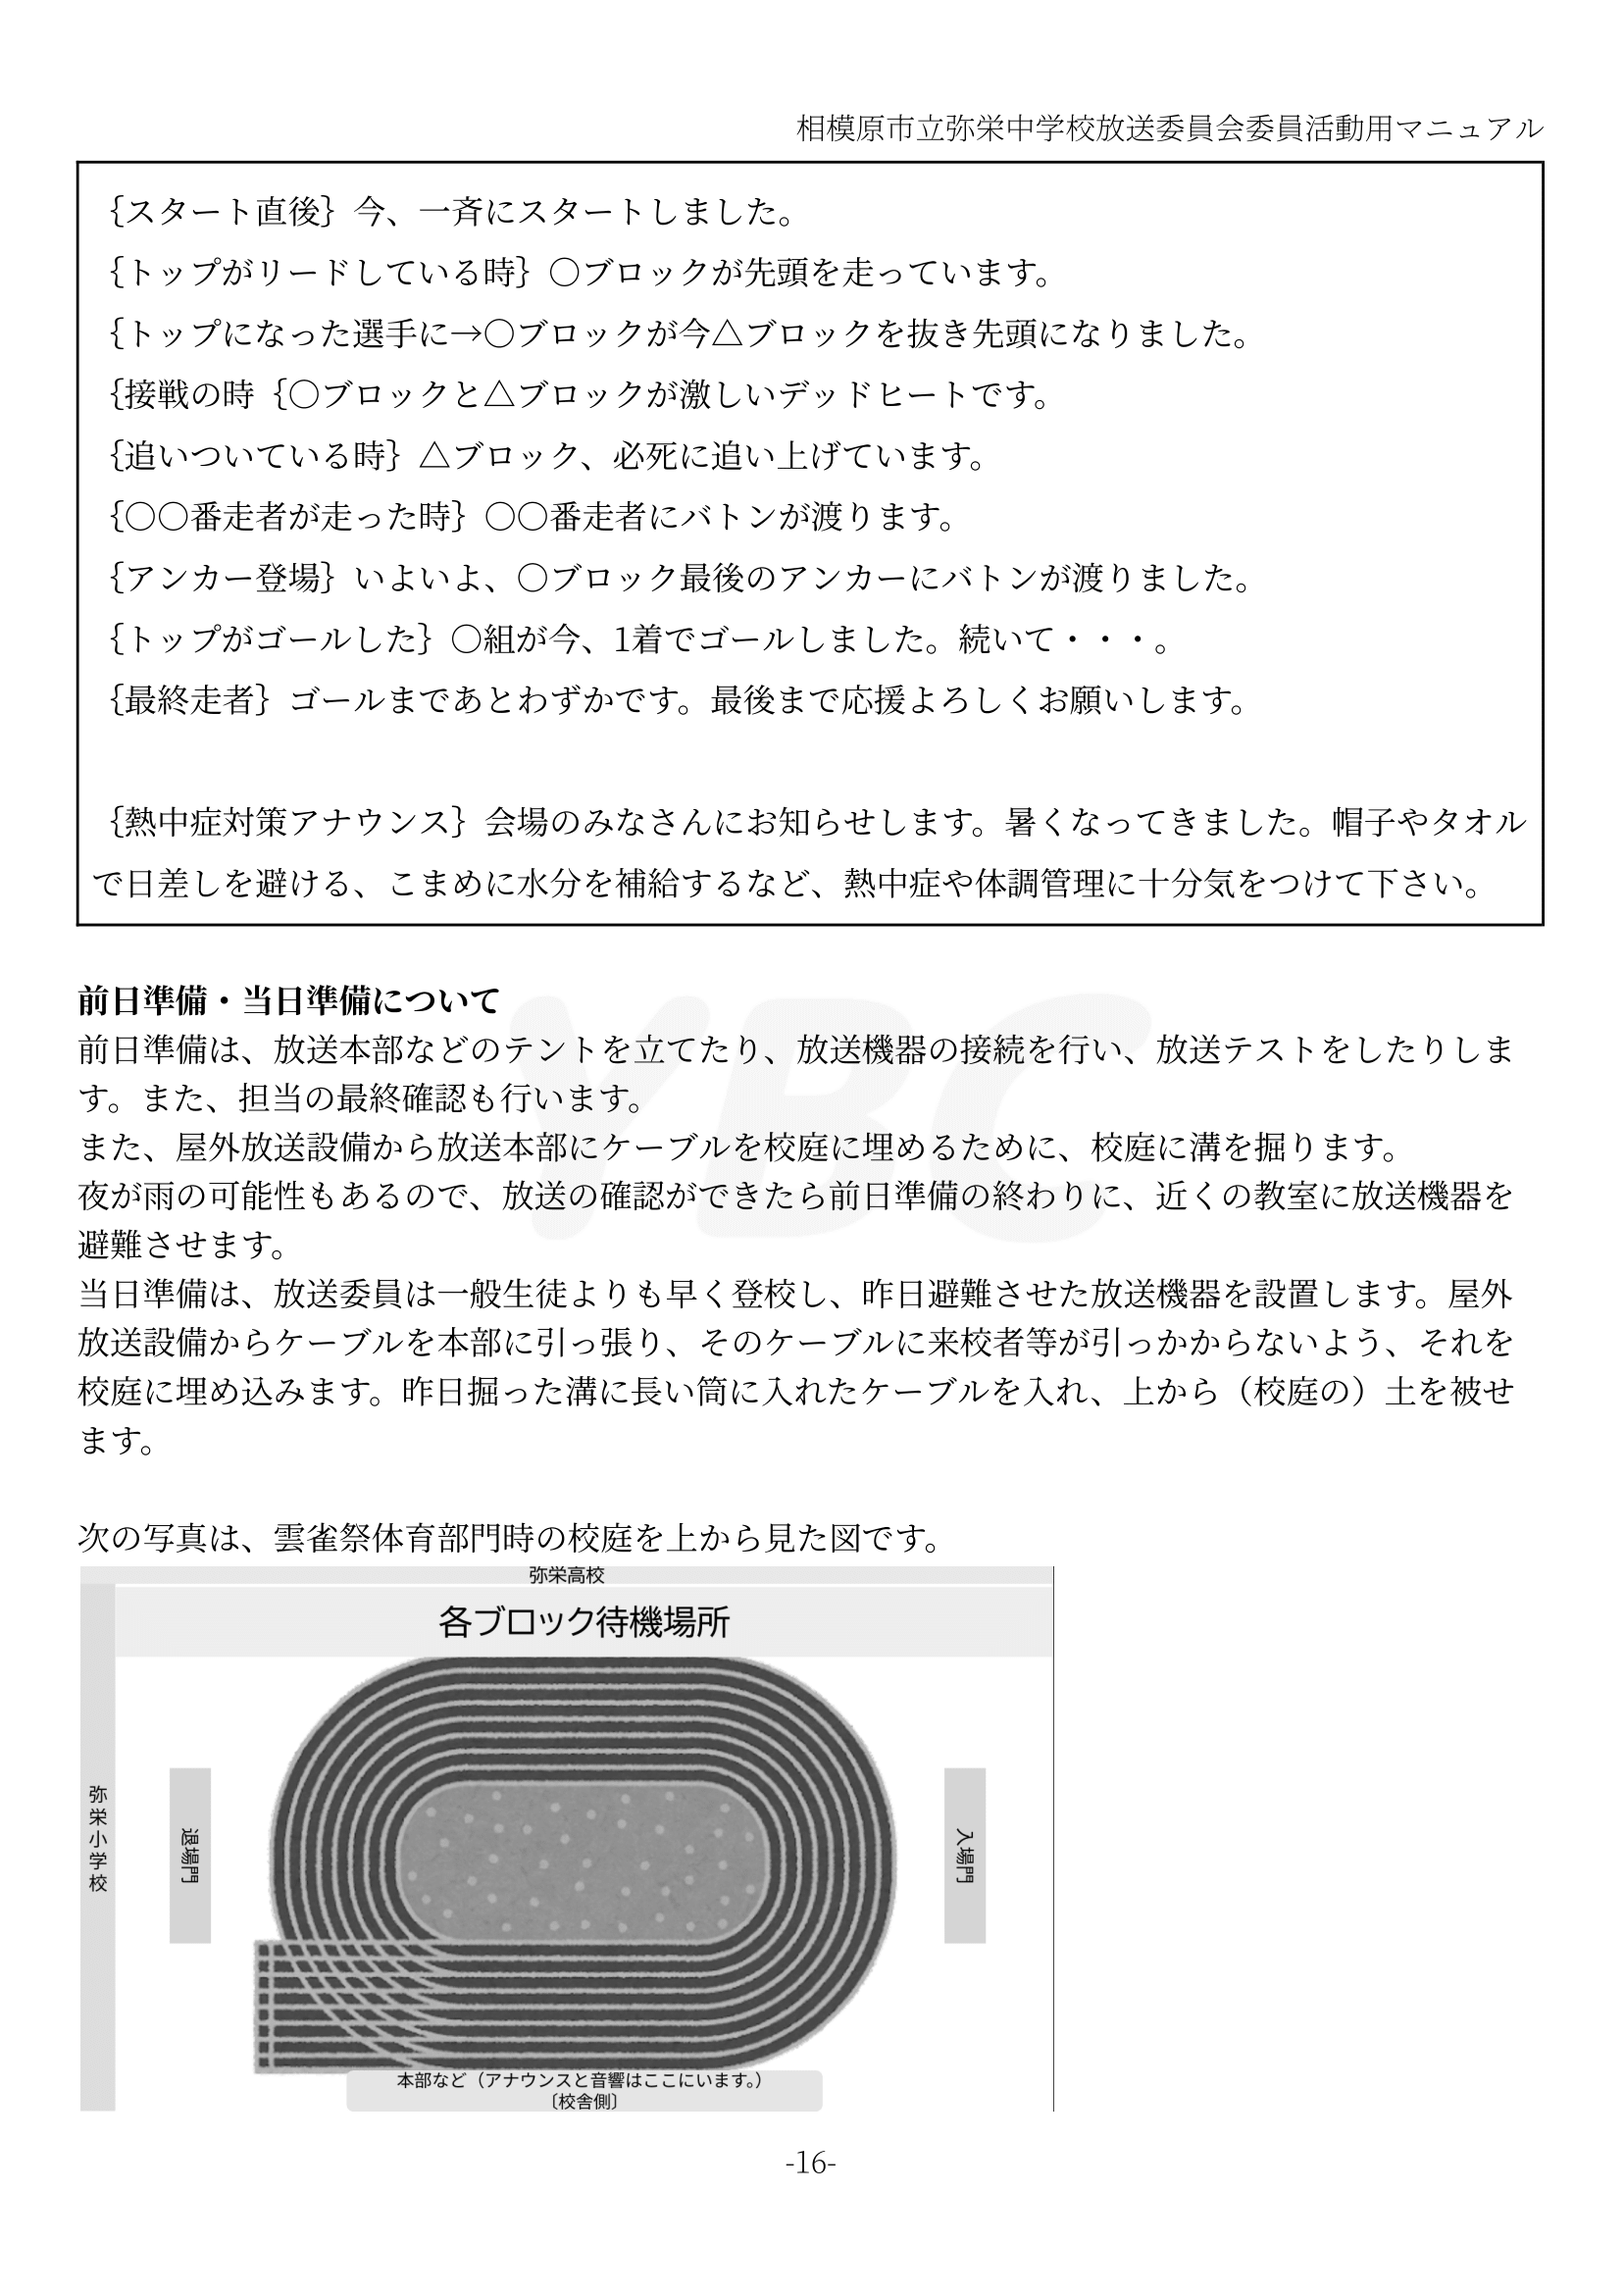 相模原市立弥栄中学校放送委員会委員活動用マニュアル
{スタート直後} 今、一斉にスタートしました。
{トップがリードしている時} ○ブロックが先頭を走っています。
{トップになった選手に→○ブロックが今△ブロックを抜き先頭になりました。
{接戦の時 {○ブロックと△ブロックが激しいデッドヒートです。
{追いついている時} △ブロック、必死に追い上げています。
{○○番走者が走った時} ○○番走者にバトンが渡ります。
{アンカー登場} いよいよ、○ブロック最後のアンカーにバトンが渡りました。
{トップがゴールした} ○組が今、1着でゴールしました。続いて・・・。
{最終走者} ゴールまであとわずかです。最後まで応援よろしくお願いします。
{熱中症対策アナウンス} 会場のみなさんにお知らせします。暑くなってきました。帽子やタオル
で日差しを避ける、こまめに水分を補給するなど、熱中症や体調管理に十分気をつけて下さい。
前日準備・当日準備について
前日準備は、放送本部などのテントを立てたり、放送機器の接続を行い、放送テストをしたりしま
す。また、担当の最終確認も行います。
また、屋外放送設備から放送本部にケーブルを校庭に埋めるために、校庭に溝を掘ります。
夜が雨の可能性もあるので、放送の確認ができたら前日準備の終わりに、近くの教室に放送機器を
避難させます。
当日準備は、放送委員は一般生徒よりも早く登校し、昨日避難させた放送機器を設置します。屋外
放送設備からケーブルを本部に引っ張り、そのケーブルに来校者等が引っかからないよう、それを
校庭に埋め込みます。昨日掘った溝に長い筒に入れたケーブルを入れ、上から（校庭の）土を被せ
ます。
YBC
次の写真は、雲雀祭体育部門時の校庭を上から見た図です。
弥栄高校
各ブロック待機場所
弥栄小学校
退場門
入場門
本部など（アナウンスと音響はここにいます。）
〔校舎側〕
-16-